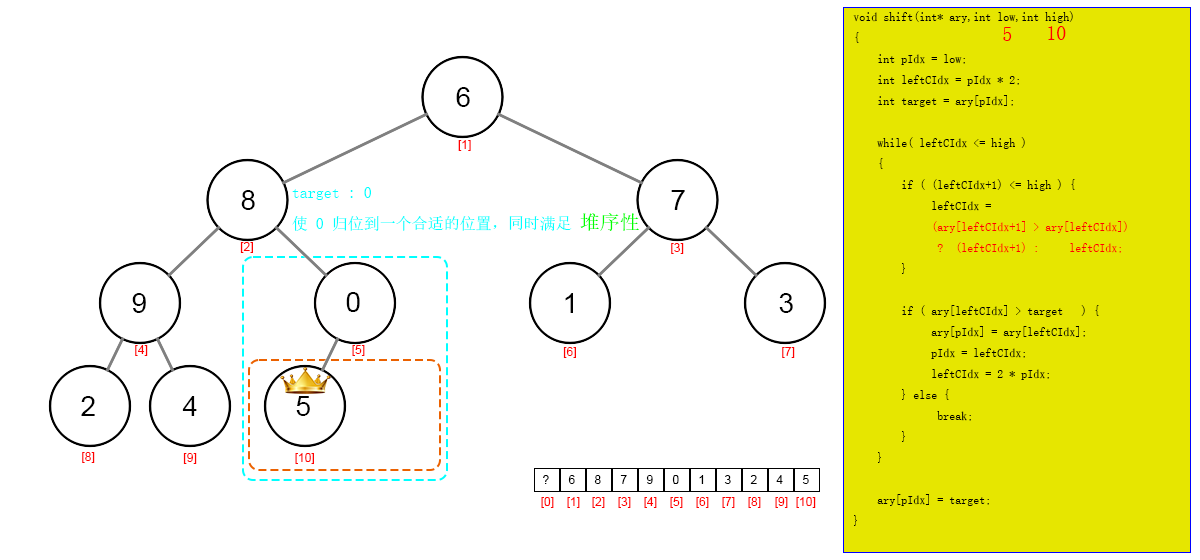 6
[1]
8
[2]
target : 0
使 0 归位到一个合适的位置，同时满足 堆序性
7
[3]
9
[4]
0
[5]
1
[6]
3
[7]
2
[8]
4
[9]
5
[10]
? 6 8 7 9 0 1 3 2 4 5
[0] [1] [2] [3] [4] [5] [6] [7] [8] [9] [10]
void shift(int* ary,int low,int high)
{
5 10
int pIdx = low;
int leftCIdx = pIdx * 2;
int target = ary[pIdx];
while( leftCIdx <= high )
{
if ( (leftCIdx+1) <= high ) {
leftCIdx =
(ary[leftCIdx+1] > ary[leftCIdx])
? (leftCIdx+1) : leftCIdx;
}
if ( ary[leftCIdx] > target ) {
ary[pIdx] = ary[leftCIdx];
pIdx = leftCIdx;
leftCIdx = 2 * pIdx;
} else {
break;
}
}
ary[pIdx] = target;
}